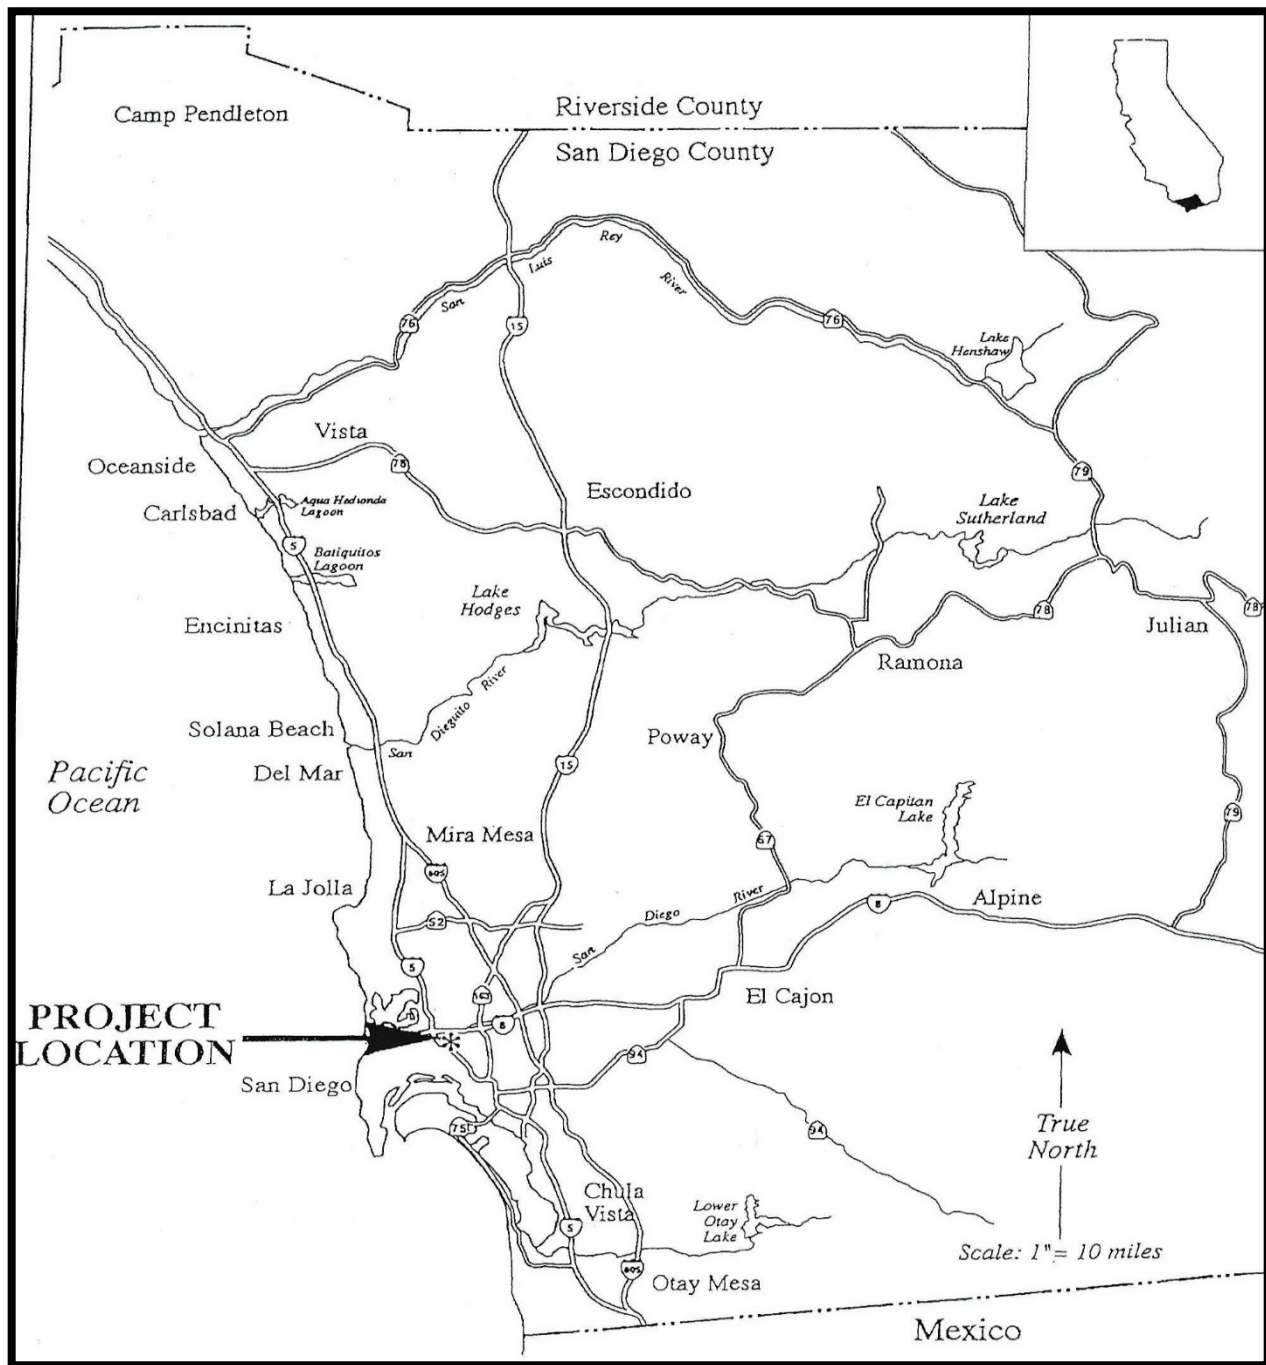 Camp Pendleton
Riverside County
San Diego County
Rey
Luis
San
River
76
15
76
Lake
Henshaw
Vista
78
Oceanside
79
Escondido
Aqua Hedionda
Lagoon
Carlsbad
Lake
Sutherland
5
Batiquitos
Lagoon
Lake
Hodges
78
78
Encinitas
Julian
Ramona
River
Dieguito
San
Solana Beach
Poway
Pacific
Ocean
Del Mar
15
El Capitan
Lake
79
Mira Mesa
67
805
La Jolla
River
Diego
San
8
Alpine
52
5
El Cajon
163
PROJECT
LOCATION
8
94
San Diego
75
94
True
North
Chula
Vista
Lower
Otay
Lake
5
Scale: 1"= 10 miles
805
Otay Mesa
Mexico